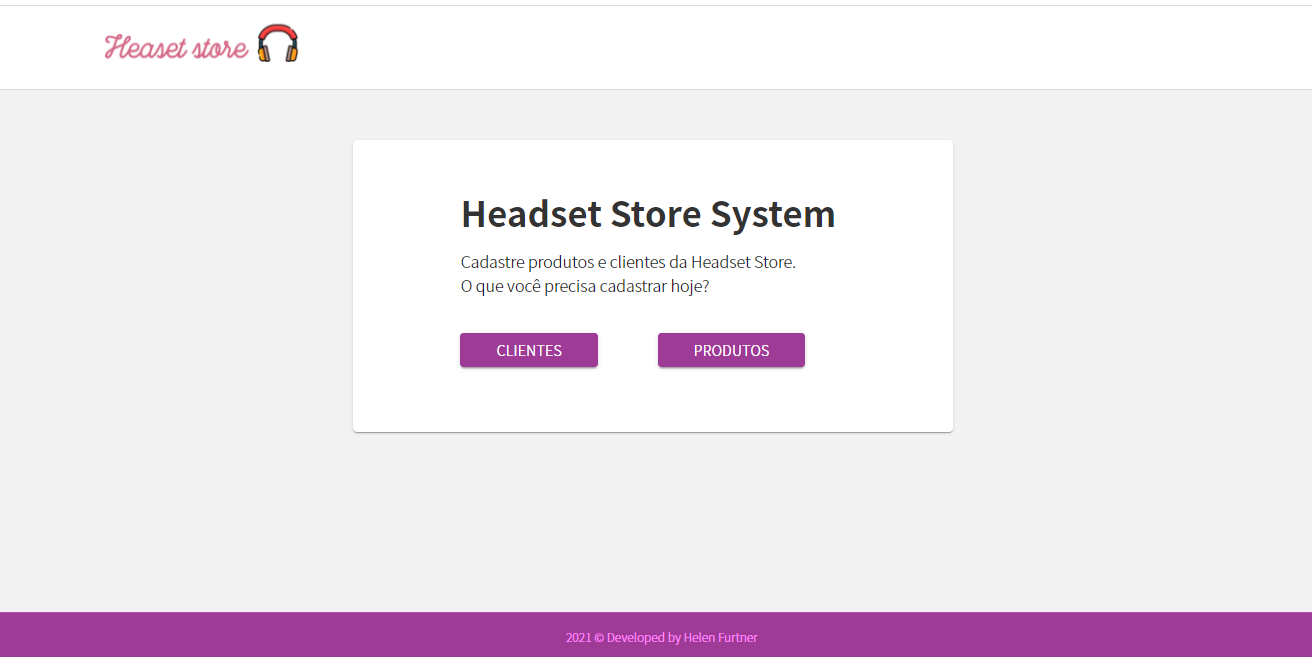 Heaset store
Headset Store System
Cadastre produtos e clientes da Headset Store.
O que você precisa cadastrar hoje?
CLIENTES
PRODUTOS
2021 © Developed by Helen Furtner